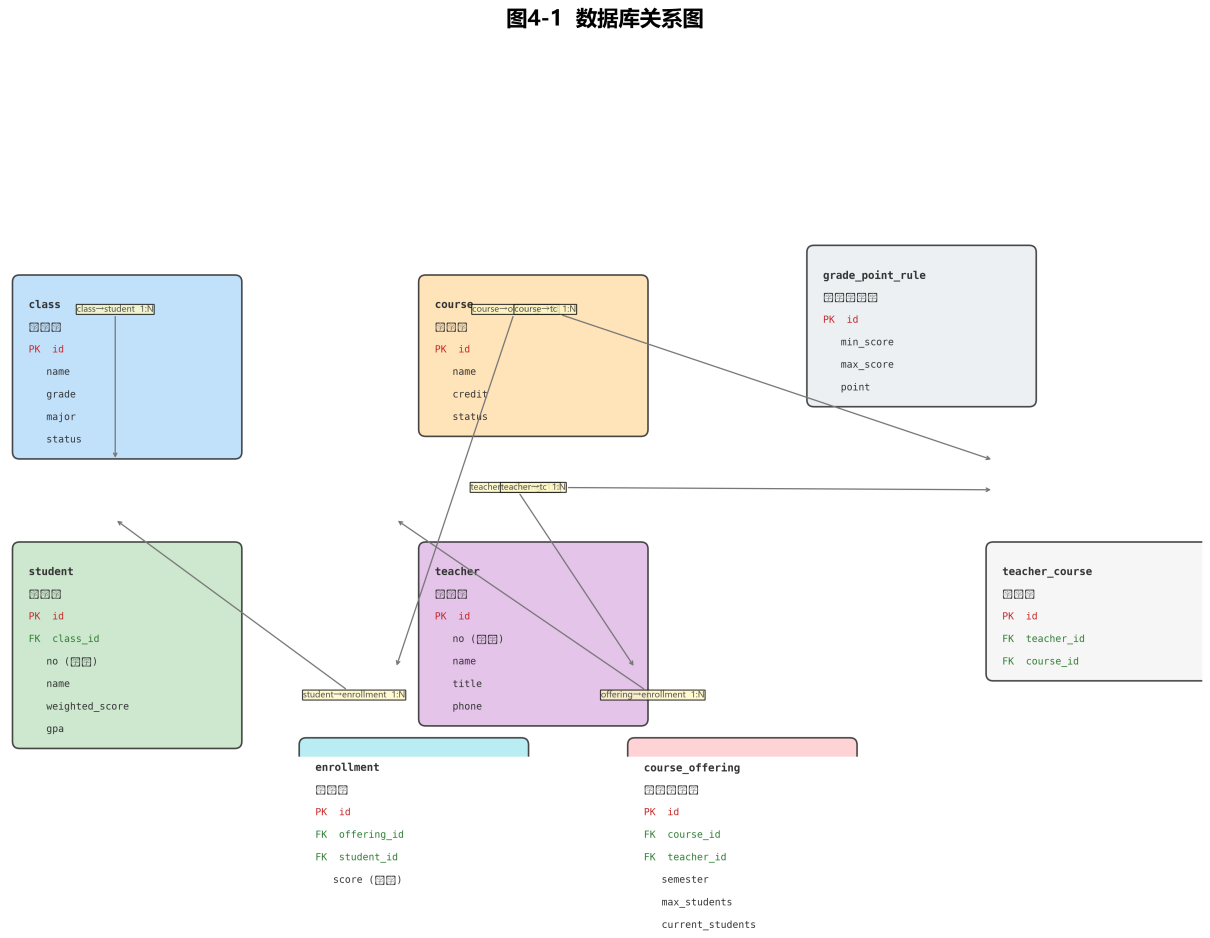 图4-1 数据库关系图
class
class→student 1:N
PK id
name
grade
major
status
course
course→tc 1:N
PK id
name
credit
status
grade_point_rule
PK id
min_score
max_score
point
teacher→tc 1:N
student
PK id
FK class_id
no (
name
weighted_score
gpa
teacher
PK id
no (
name
title
phone
teacher_course
PK id
FK teacher_id
FK course_id
student→enrollment 1:N
offering→enrollment 1:N
enrollment
PK id
FK offering_id
FK student_id
score (
course_offering
PK id
FK course_id
FK teacher_id
semester
max_students
current_students